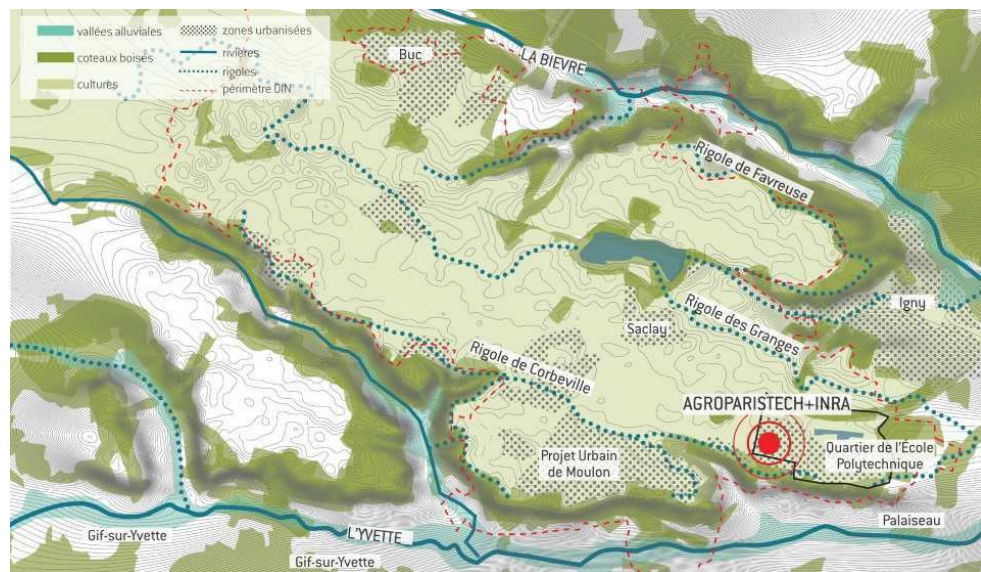 vallées alluviales
coteaux boisés
cultures
zones urbanisées
rivières
rigoles
périmètre OIN
Buc
LA BIEVRE
Rigole de Favreuse
Igny
Saclay
Rigole des Granges
Rigole de Corbeville
AGROPARISTECH+INRA
Projet Urbain
de Moulon
Quartier de l'École
Polytechnique
Palaiseau
L'YVETTE
Gif-sur-Yvette
Gif-sur-Yvette